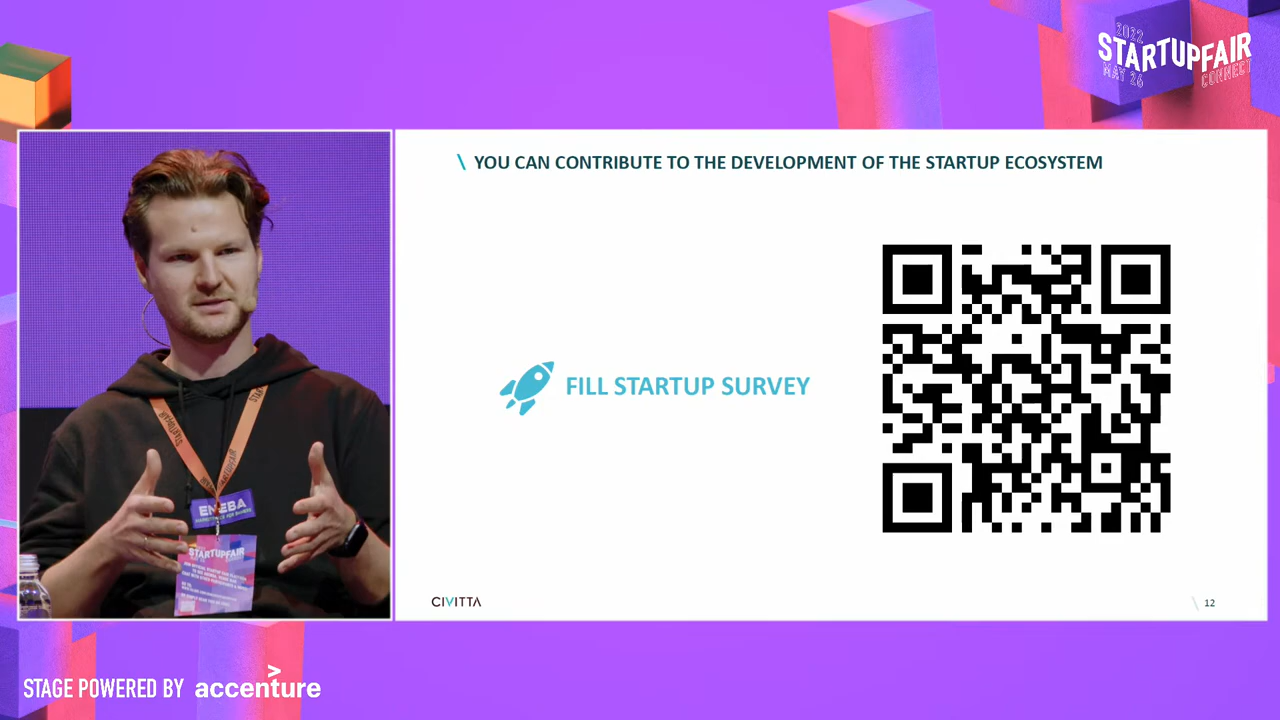 2022
STARTUPFAIR
MAY 26
CONNECT
\ YOU CAN CONTRIBUTE TO THE DEVELOPMENT OF THE STARTUP ECOSYSTEM
FILL STARTUP SURVEY
ENEBA
STARTUPFAIR
CIVITTA
\ 12
STAGE POWERED BY accenture